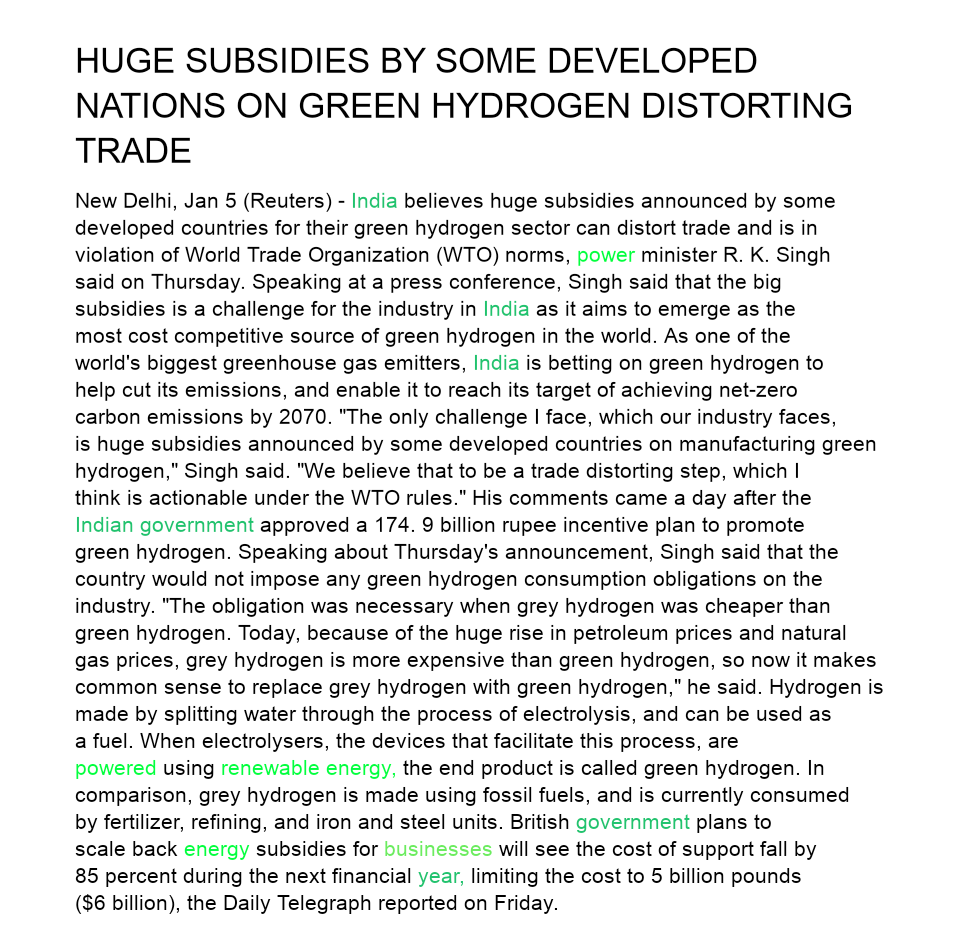 HUGE SUBSIDIES BY SOME DEVELOPED
NATIONS ON GREEN HYDROGEN DISTORTING
TRADE
New Delhi, Jan 5 (Reuters) - India believes huge subsidies announced by some
developed countries for their green hydrogen sector can distort trade and is in
violation of World Trade Organization (WTO) norms, power minister R. K. Singh
said on Thursday. Speaking at a press conference, Singh said that the big
subsidies is a challenge for the industry in India as it aims to emerge as the
most cost competitive source of green hydrogen in the world. As one of the
world's biggest greenhouse gas emitters, India is betting on green hydrogen to
help cut its emissions, and enable it to reach its target of achieving net-zero
carbon emissions by 2070. "The only challenge I face, which our industry faces,
is huge subsidies announced by some developed countries on manufacturing green
hydrogen," Singh said. "We believe that to be a trade distorting step, which I
think is actionable under the WTO rules." His comments came a day after the
Indian government approved a 174. 9 billion rupee incentive plan to promote
green hydrogen. Speaking about Thursday's announcement, Singh said that the
country would not impose any green hydrogen consumption obligations on the
industry. "The obligation was necessary when grey hydrogen was cheaper than
green hydrogen. Today, because of the huge rise in petroleum prices and natural
gas prices, grey hydrogen is more expensive than green hydrogen, so now it makes
common sense to replace grey hydrogen with green hydrogen," he said. Hydrogen is
made by splitting water through the process of electrolysis, and can be used as
a fuel. When electrolysers, the devices that facilitate this process, are
powered using renewable energy, the end product is called green hydrogen. In
comparison, grey hydrogen is made using fossil fuels, and is currently consumed
by fertilizer, refining, and iron and steel units. British government plans to
scale back energy subsidies for businesses will see the cost of support fall by
85 percent during the next financial year, limiting the cost to 5 billion pounds
($6 billion), the Daily Telegraph reported on Friday.